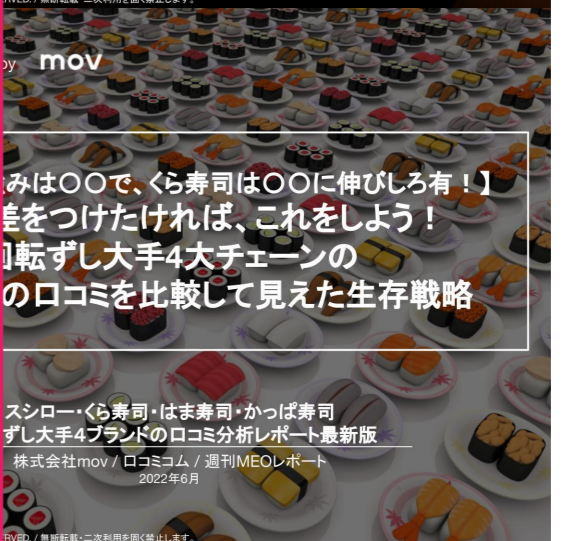 RVED. / 無断転載・二次利用を固く禁止します。
by mov
みは〇〇で、くら寿司は〇〇に伸びしろ有！】
差をつけたければ、これをしよう！
転ずし大手4大チェーンの
の口コミを比較して見えた生存戦略
スシロー・くら寿司・はま寿司・かっぱ寿司
ずし大手4ブランドの口コミ分析レポート最新版
株式会社mov / 口コミコム / 週刊MEOレポート
2022年6月
RVED. / 無断転載・二次利用を固く禁止します。